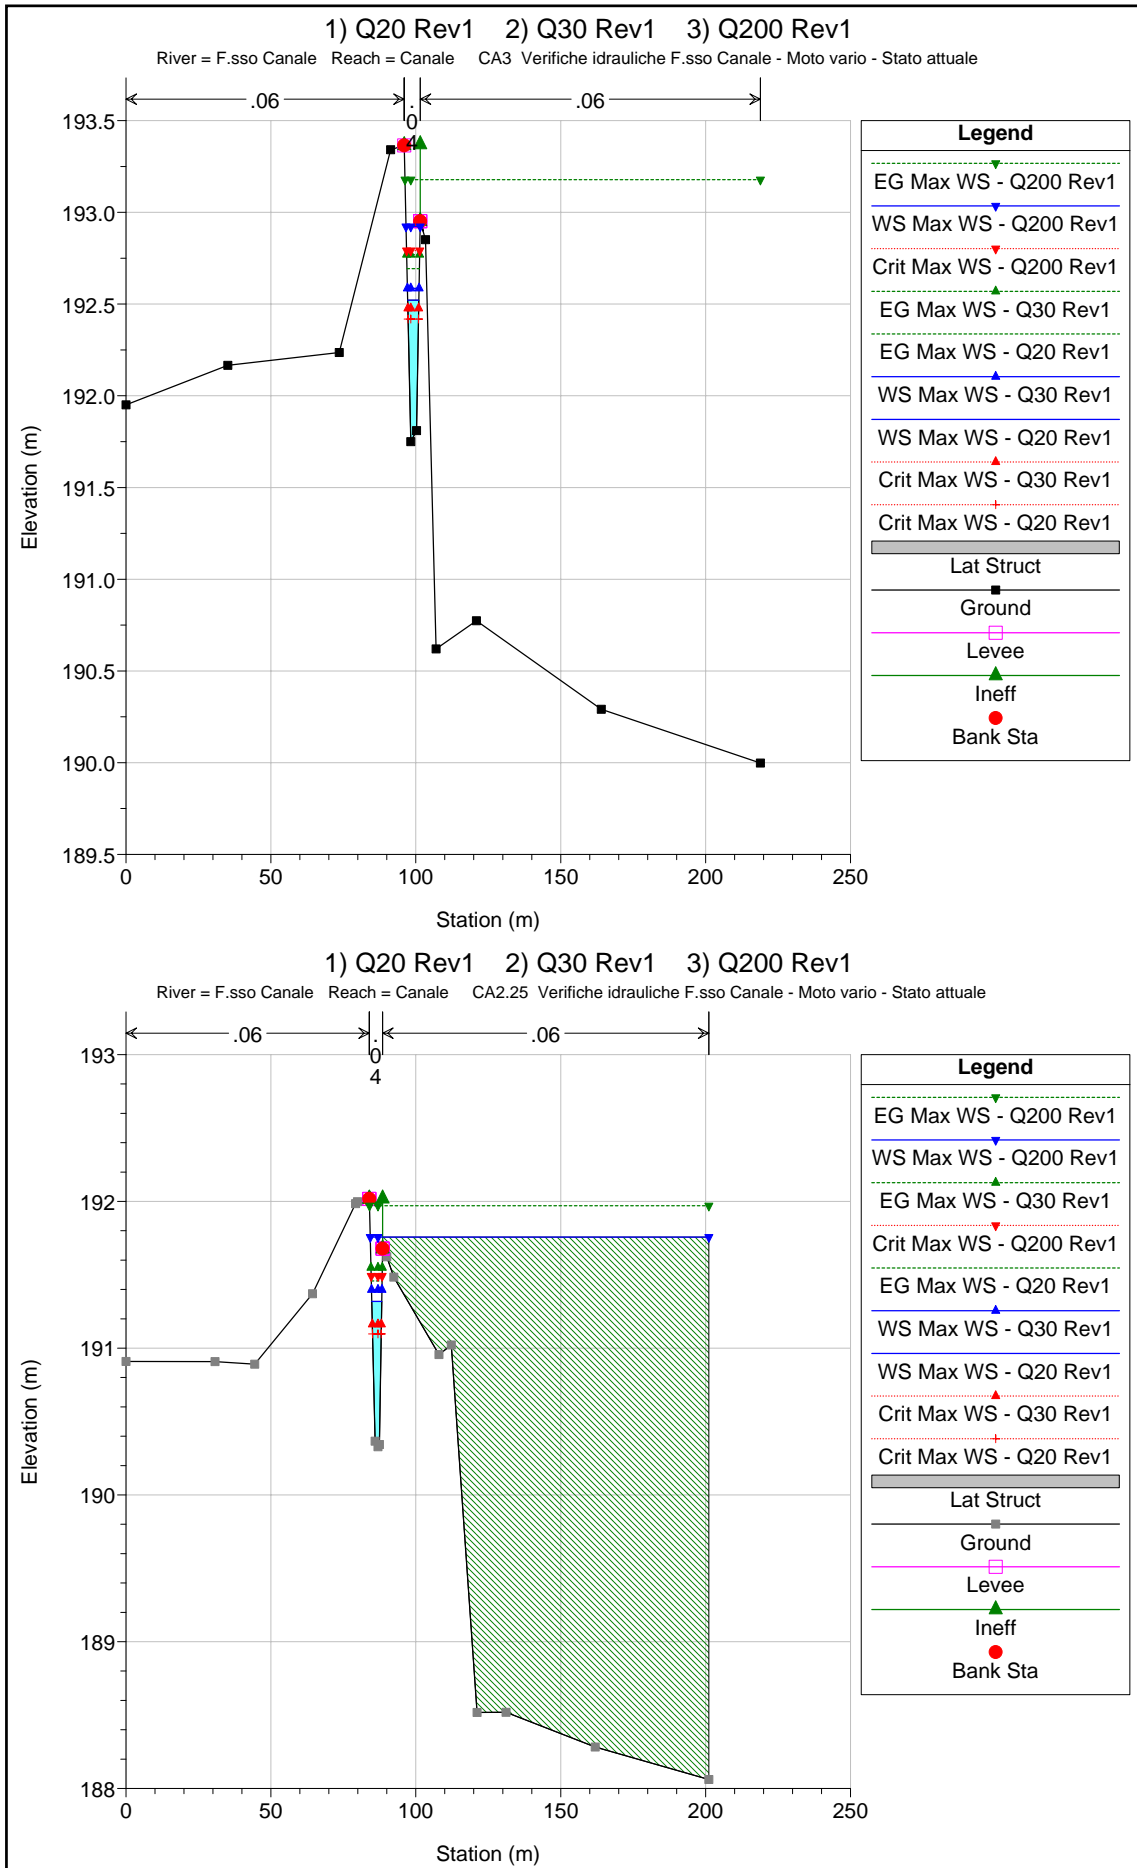 1) Q20 Rev1 2) Q30 Rev1 3) Q200 Rev1
River = F.sso Canale Reach = Canale CA3 Verifiche idrauliche F.sso Canale - Moto vario - Stato attuale
.06 .04 .06
193.5
193.0
192.5
192.0
191.5
191.0
190.5
190.0
189.5
Elevation (m)
0 50 100 150 200 250
Station (m)
Legend
EG Max WS - Q200 Rev1
WS Max WS - Q200 Rev1
Crit Max WS - Q200 Rev1
EG Max WS - Q30 Rev1
EG Max WS - Q20 Rev1
WS Max WS - Q30 Rev1
WS Max WS - Q20 Rev1
Crit Max WS - Q30 Rev1
Crit Max WS - Q20 Rev1
Lat Struct
Ground
Levee
Ineff
Bank Sta
1) Q20 Rev1 2) Q30 Rev1 3) Q200 Rev1
River = F.sso Canale Reach = Canale CA2.25 Verifiche idrauliche F.sso Canale - Moto vario - Stato attuale
.06 .04 .06
193
192
191
190
189
188
Elevation (m)
0 50 100 150 200 250
Station (m)
Legend
EG Max WS - Q200 Rev1
WS Max WS - Q200 Rev1
EG Max WS - Q30 Rev1
Crit Max WS - Q200 Rev1
EG Max WS - Q20 Rev1
WS Max WS - Q30 Rev1
WS Max WS - Q20 Rev1
Crit Max WS - Q30 Rev1
Crit Max WS - Q20 Rev1
Lat Struct
Ground
Levee
Ineff
Bank Sta